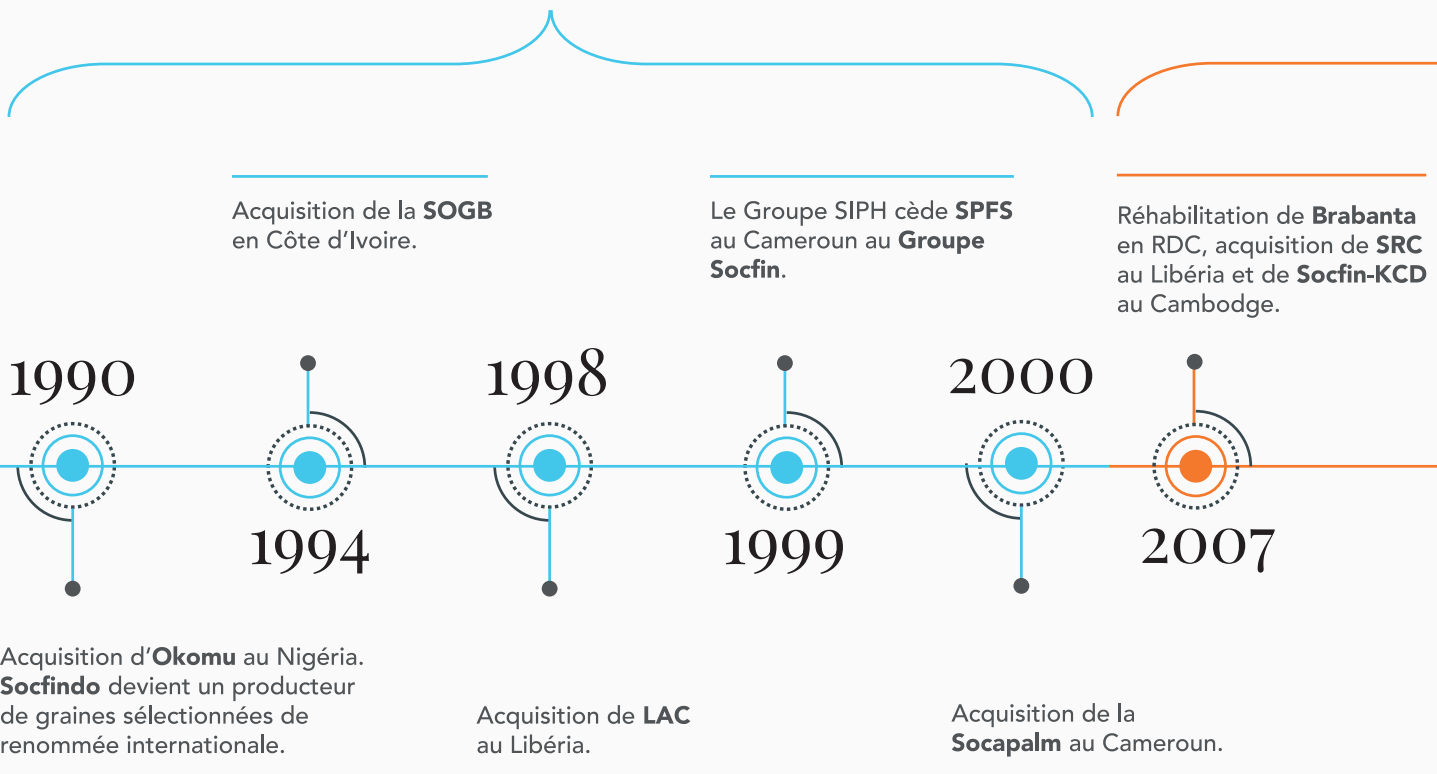 Acquisition de la SOGB
en Côte d'Ivoire.
Le Groupe SIPH cède SPFS
au Cameroun au Groupe
Socfin.
Réhabilitation de Brabanta
en RDC, acquisition de SRC
au Libéria et de Socfin-KCD
au Cambodge.
1990
1998
2000
1994
1999
2007
Acquisition d'Okomu au Nigéria.
Socfindo devient un producteur
de graines sélectionnées de
renommée internationale.
Acquisition de LAC
au Libéria.
Acquisition de la
Socapalm au Cameroun.